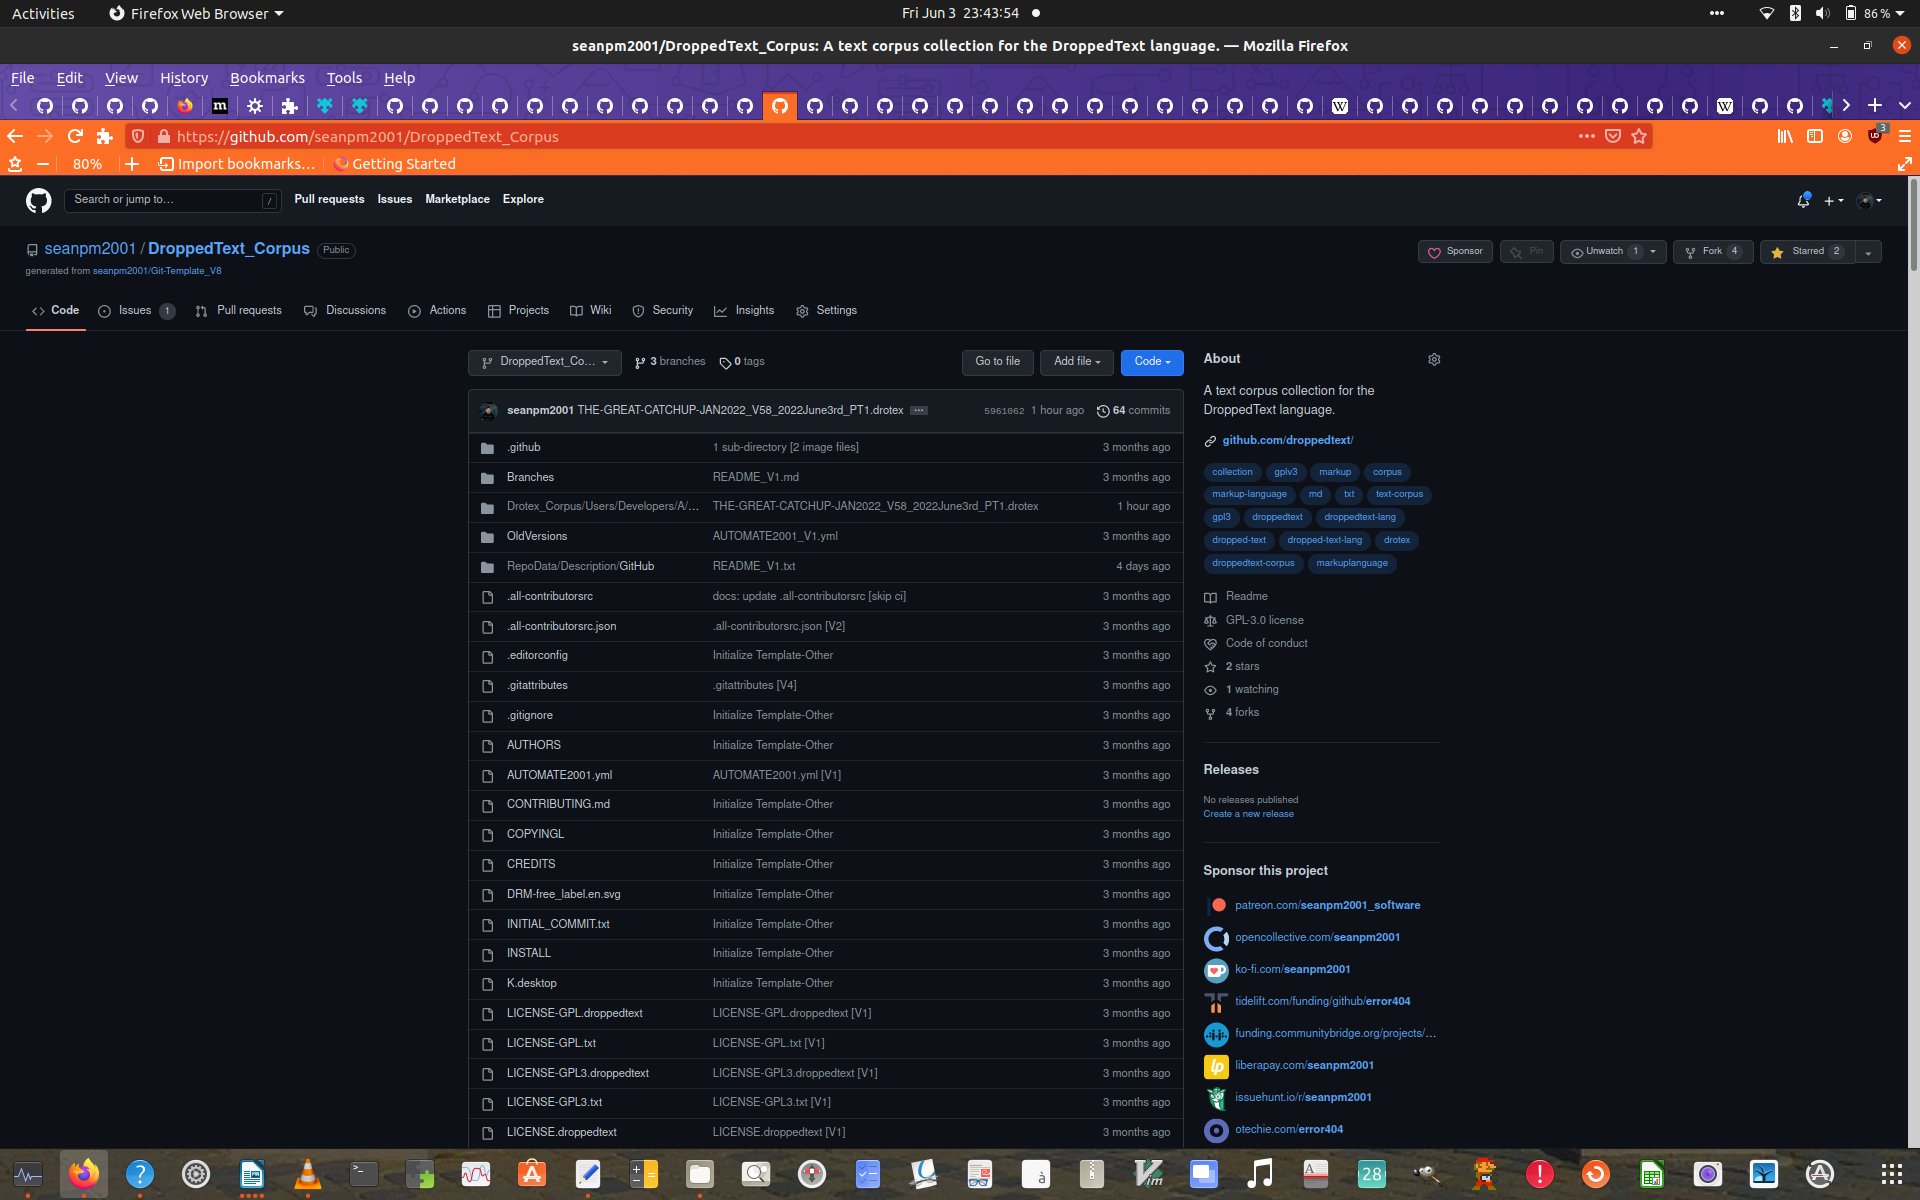 Activities Firefox Web Browser Fri Jun 3 23:43:54 86 %
seanpm2001/DroppedText_Corpus: A text corpus collection for the DroppedText language. — Mozilla Firefox
File Edit View History Bookmarks Tools Help
https://github.com/seanpm2001/DroppedText_Corpus 3
80% Import bookmarks... Getting Started
Search or jump to... / Pull requests Issues Marketplace Explore
seanpm2001 / DroppedText_Corpus Public
generated from seanpm2001/Git-Template_V8
Sponsor Pin Unwatch 1 Fork 4 Starred 2
Code Issues 1 Pull requests Discussions Actions Projects Wiki Security Insights Settings
DroppedText_Co... 3 branches 0 tags Go to file Add file Code
seanpm2001 THE-GREAT-CATCHUP-JAN2022_V58_2022June3rd_PT1.drotex ... 5961062 1 hour ago 64 commits
.github 1 sub-directory [2 image files] 3 months ago
Branches README_V1.md 3 months ago
Drotex_Corpus/Users/Developers/A/... THE-GREAT-CATCHUP-JAN2022_V58_2022June3rd_PT1.drotex 1 hour ago
OldVersions AUTOMATE2001_V1.yml 3 months ago
RepoData/Description/GitHub README_V1.txt 4 days ago
.all-contributorsrc docs: update .all-contributorsrc [skip ci] 3 months ago
.all-contributorsrc.json .all-contributorsrc.json [V2] 3 months ago
.editorconfig Initialize Template-Other 3 months ago
.gitattributes .gitattributes [V4] 3 months ago
.gitignore Initialize Template-Other 3 months ago
AUTHORS Initialize Template-Other 3 months ago
AUTOMATE2001.yml AUTOMATE2001.yml [V1] 3 months ago
CONTRIBUTING.md Initialize Template-Other 3 months ago
COPYINGL Initialize Template-Other 3 months ago
CREDITS Initialize Template-Other 3 months ago
DRM-free_label.en.svg Initialize Template-Other 3 months ago
INITIAL_COMMIT.txt Initialize Template-Other 3 months ago
INSTALL Initialize Template-Other 3 months ago
K.desktop Initialize Template-Other 3 months ago
LICENSE-GPL.droppedtext LICENSE-GPL.droppedtext [V1] 3 months ago
LICENSE-GPL.txt LICENSE-GPL.txt [V1] 3 months ago
LICENSE-GPL3.droppedtext LICENSE-GPL3.droppedtext [V1] 3 months ago
LICENSE-GPL3.txt LICENSE-GPL3.txt [V1] 3 months ago
LICENSE.droppedtext LICENSE.droppedtext [V1] 3 months ago
About
A text corpus collection for the
DroppedText language.
github.com/droppedtext/
collection gplv3 markup corpus
markup-language md txt text-corpus
gpl3 droppedtext droppedtext-lang
dropped-text dropped-text-lang drotex
droppedtext-corpus markuplanguage
Readme
GPL-3.0 license
Code of conduct
2 stars
1 watching
4 forks
Releases
No releases published
Create a new release
Sponsor this project
patreon.com/seanpm2001_software
opencollective.com/seanpm2001
ko-fi.com/seanpm2001
tidelift.com/funding/github/error404
funding.communitybridge.org/projects/...
lp liberapay.com/seanpm2001
issuehunt.io/r/seanpm2001
otechie.com/error404
28